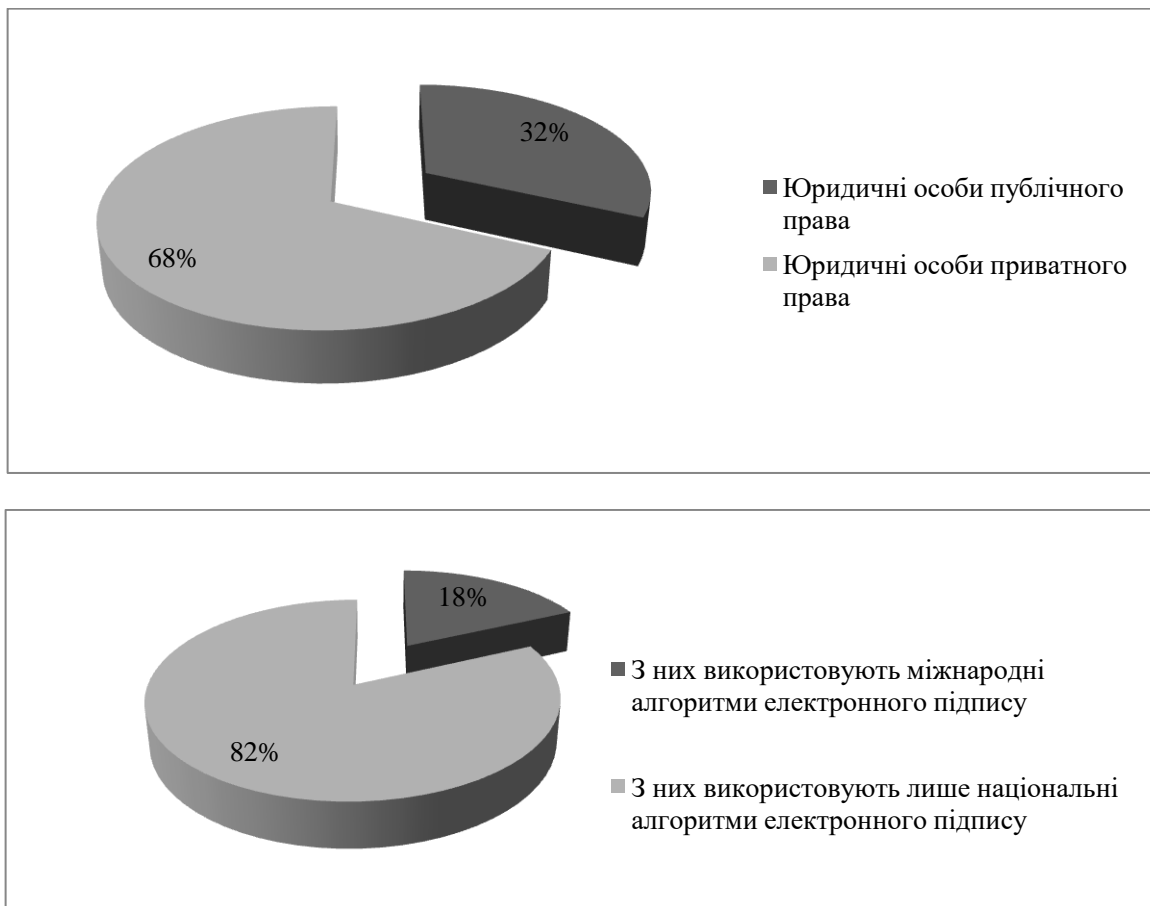 32%
68%
Юридичні особи публічного
права
Юридичні особи приватного
права
18%
82%
З них використовують міжнародні
алгоритми електронного підпису
З них використовують лише національні
алгоритми електронного підпису